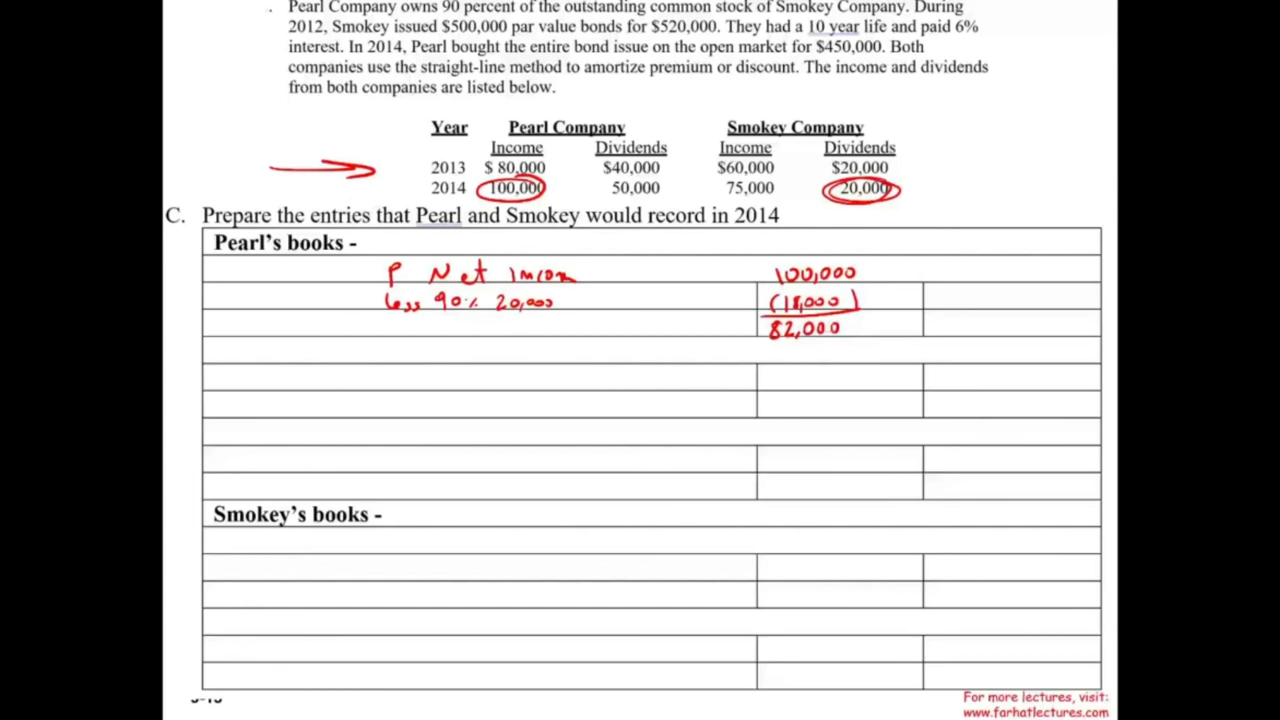 . Pearl Company owns 90 percent of the outstanding common stock of Smokey Company. During
2012, Smokey issued $500,000 par value bonds for $520,000. They had a 10 year life and paid 6%
interest. In 2014, Pearl bought the entire bond issue on the open market for $450,000. Both
companies use the straight-line method to amortize premium or discount. The income and dividends
from both companies are listed below.
Year Pearl Company Smokey Company
Income Dividends Income Dividends
2013 $ 80,000 $40,000 $60,000 $20,000
2014 100,000 50,000 75,000 20,000
C. Prepare the entries that Pearl and Smokey would record in 2014
Pearl's books -
P Net Incom 100,000
less 90% 20,000 (18,000)
82,000
Smokey's books -
For more lectures, visit:
www.farhatlectures.com